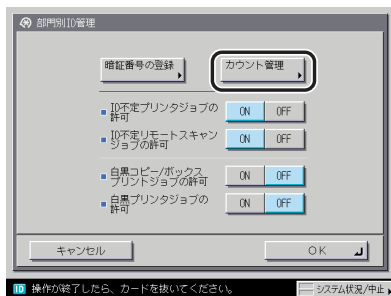 部門別ID管理
暗証番号の登録
カウント管理
ID不定プリンタジョブの
許可
ON
OFF
ID不定リモートスキャン
ジョブの許可
ON
OFF
白黒コピー/ボックス
プリントジョブの許可
ON
OFF
白黒プリンタジョブの
許可
ON
OFF
キャンセル
OK
ID 操作が終了したら、カードを抜いてください。
システム状況/中止